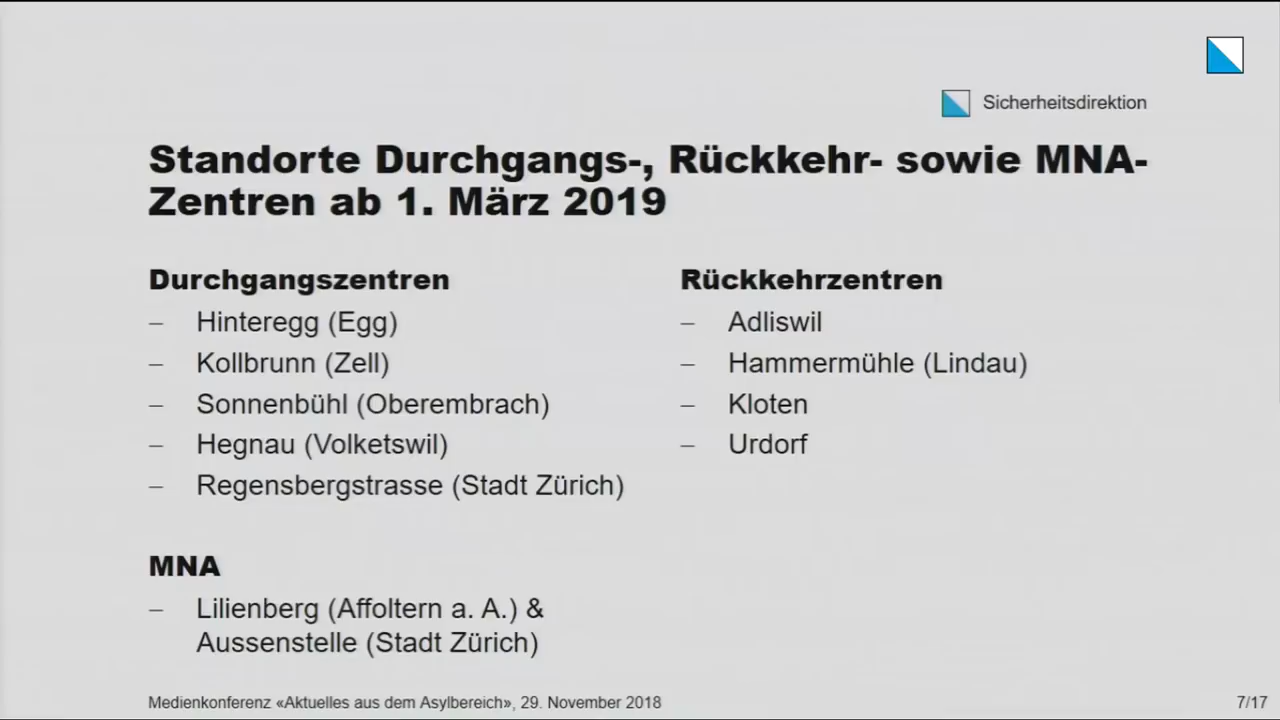 Sicherheitsdirektion
Standorte Durchgangs-, Rückkehr- sowie MNA-
Zentren ab 1. März 2019
Durchgangszentren
– Hinteregg (Egg)
– Kollbrunn (Zell)
– Sonnenbühl (Oberembrach)
– Hegnau (Volketswil)
– Regensbergstrasse (Stadt Zürich)
MNA
– Lilienberg (Affoltern a. A.) &
Aussenstelle (Stadt Zürich)
Rückkehrzentren
– Adliswil
– Hammermühle (Lindau)
– Kloten
– Urdorf
Medienkonferenz «Aktuelles aus dem Asylbereich», 29. November 2018
7/17